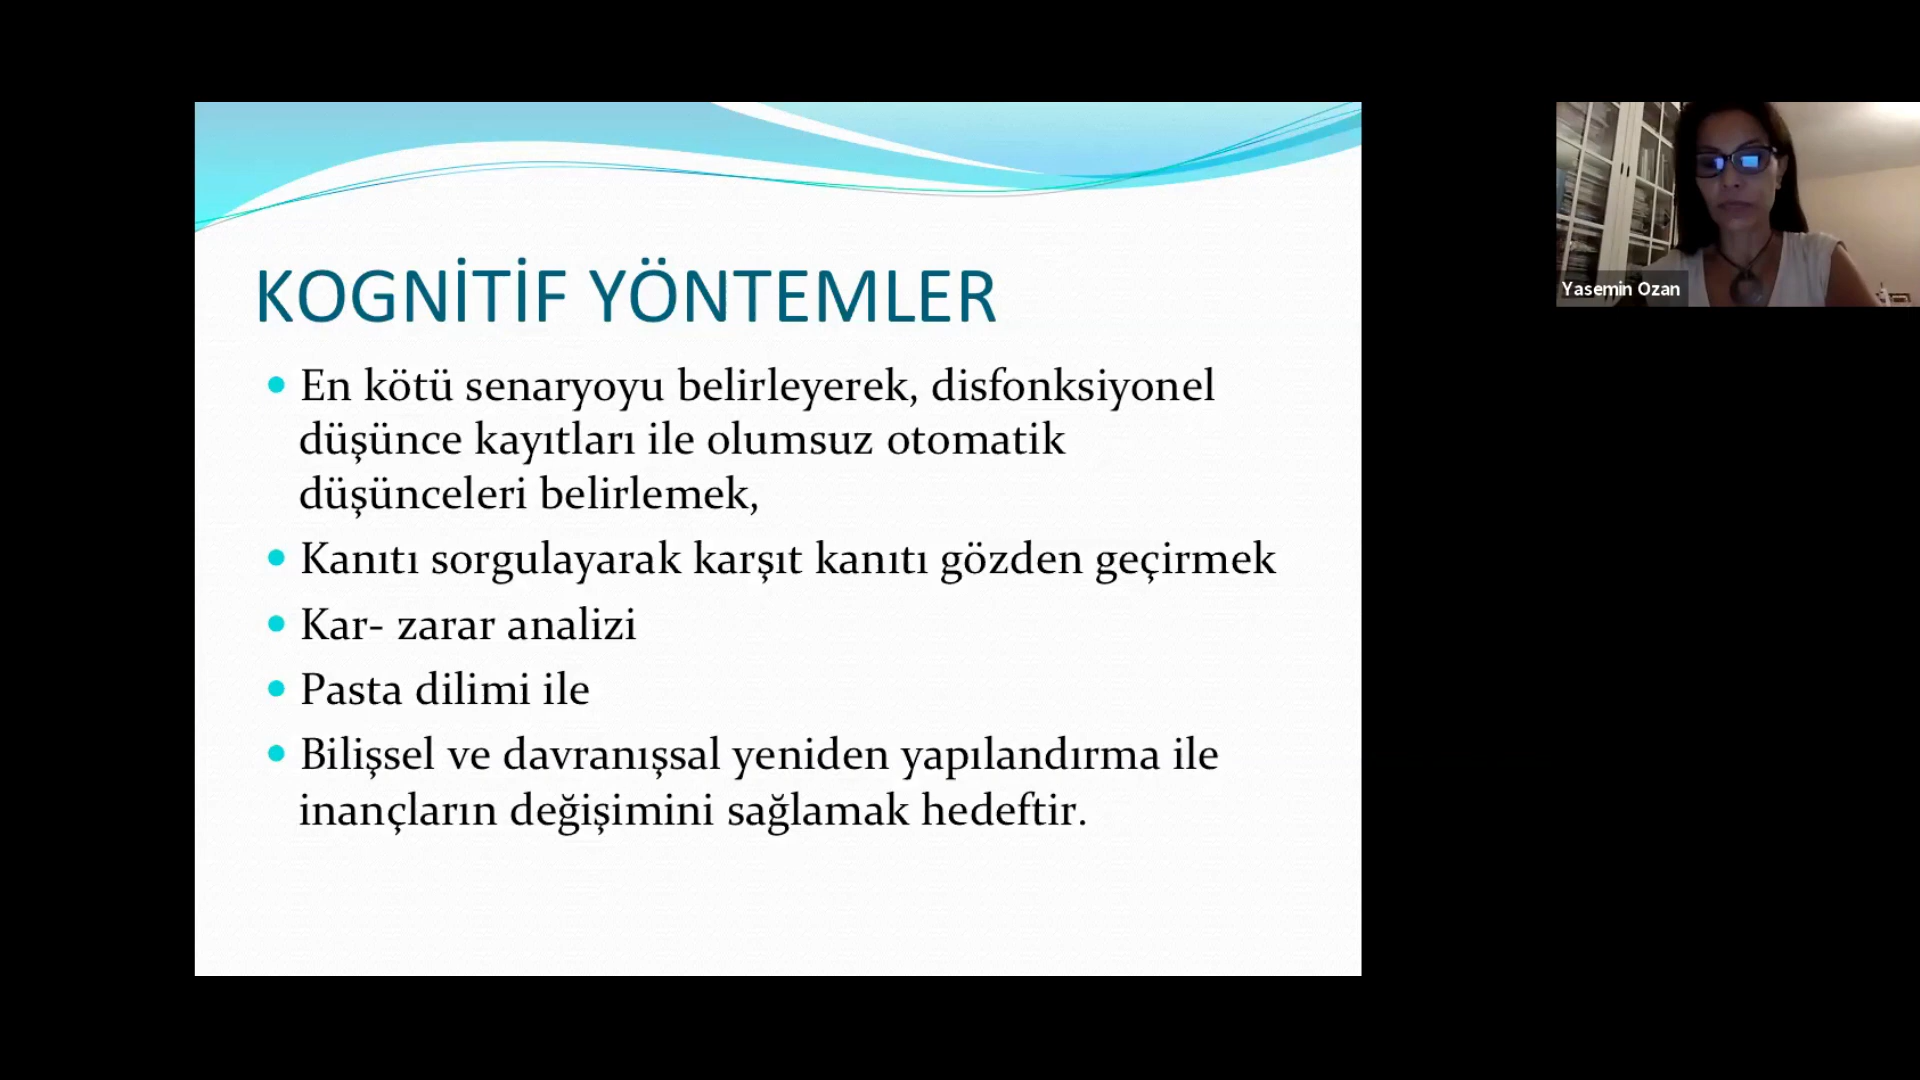 KOGNİTİF YÖNTEMLER
• En kötü senaryoyu belirleyerek, disfonksiyonel
düşünce kayıtları ile olumsuz otomatik
düşünceleri belirlemek,
• Kanıtı sorgulayarak karşıt kanıtı gözden geçirmek
• Kar- zarar analizi
• Pasta dilimi ile
• Bilişsel ve davranışsal yeniden yapılandırma ile
inançların değişimini sağlamak hedeftir.
Yasemin Ozan